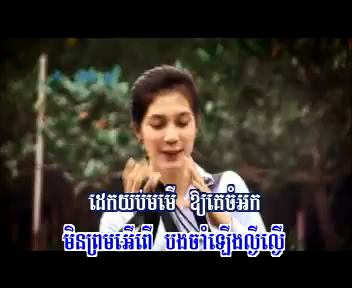 ដេកយប់មមើ ឱ្យគេចំអក
មិនព្រមអើពើ បងចាំឡើងល្ងីល្ងើ